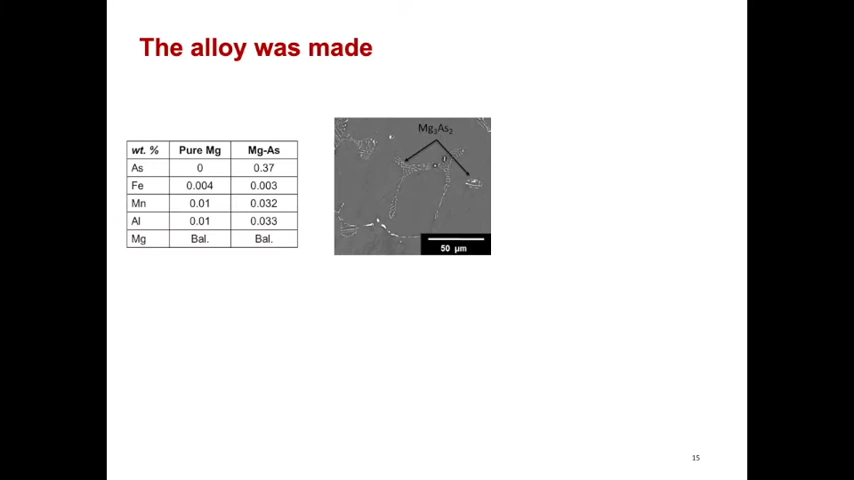 The alloy was made
wt. % Pure Mg Mg-As
As 0 0.37
Fe 0.004 0.003
Mn 0.01 0.032
Al 0.01 0.033
Mg Bal. Bal.
Mg₃As₂
50 µm
15